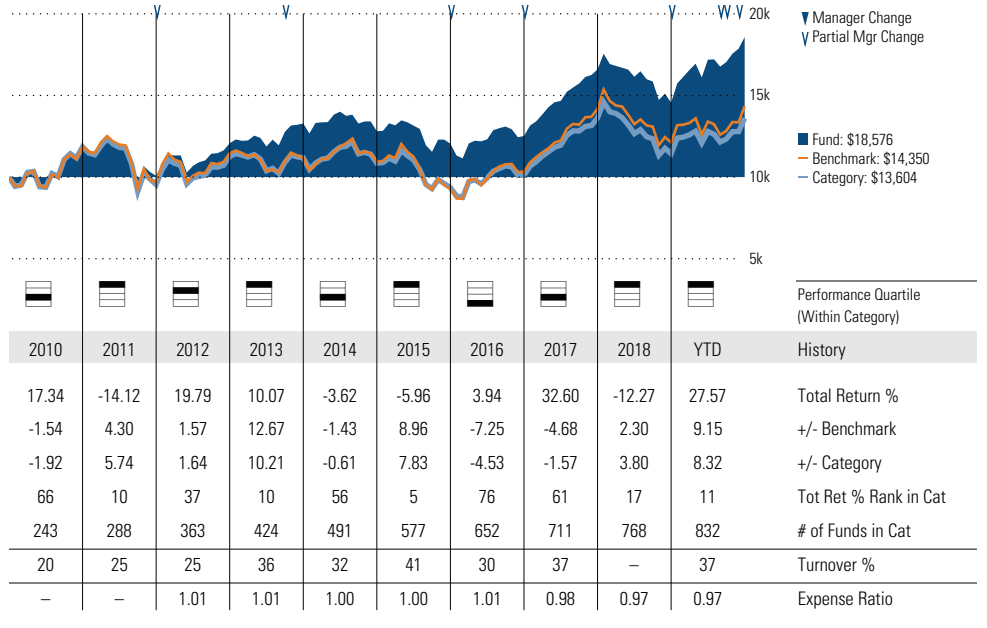 20k
▼ Manager Change
Partial Mgr Change
15k
Fund: $18,576
Benchmark: $14,350
Category: $13,604
10k
5k
Performance Quartile
(Within Category)
2010 2011 2012 2013 2014 2015 2016 2017 2018 YTD History
17.34 -14.12 19.79 10.07 -3.62 -5.96 3.94 32.60 -12.27 27.57 Total Return %
-1.54 4.30 1.57 12.67 -1.43 8.96 -7.25 -4.68 2.30 9.15 +/- Benchmark
-1.92 5.74 1.64 10.21 -0.61 7.83 -4.53 -1.57 3.80 8.32 +/- Category
66 10 37 10 56 5 76 61 17 11 Tot Ret % Rank in Cat
243 288 363 424 491 577 652 711 768 832 # of Funds in Cat
20 25 25 36 32 41 30 37 – 37 Turnover %
– – 1.01 1.01 1.00 1.00 1.01 0.98 0.97 0.97 Expense Ratio